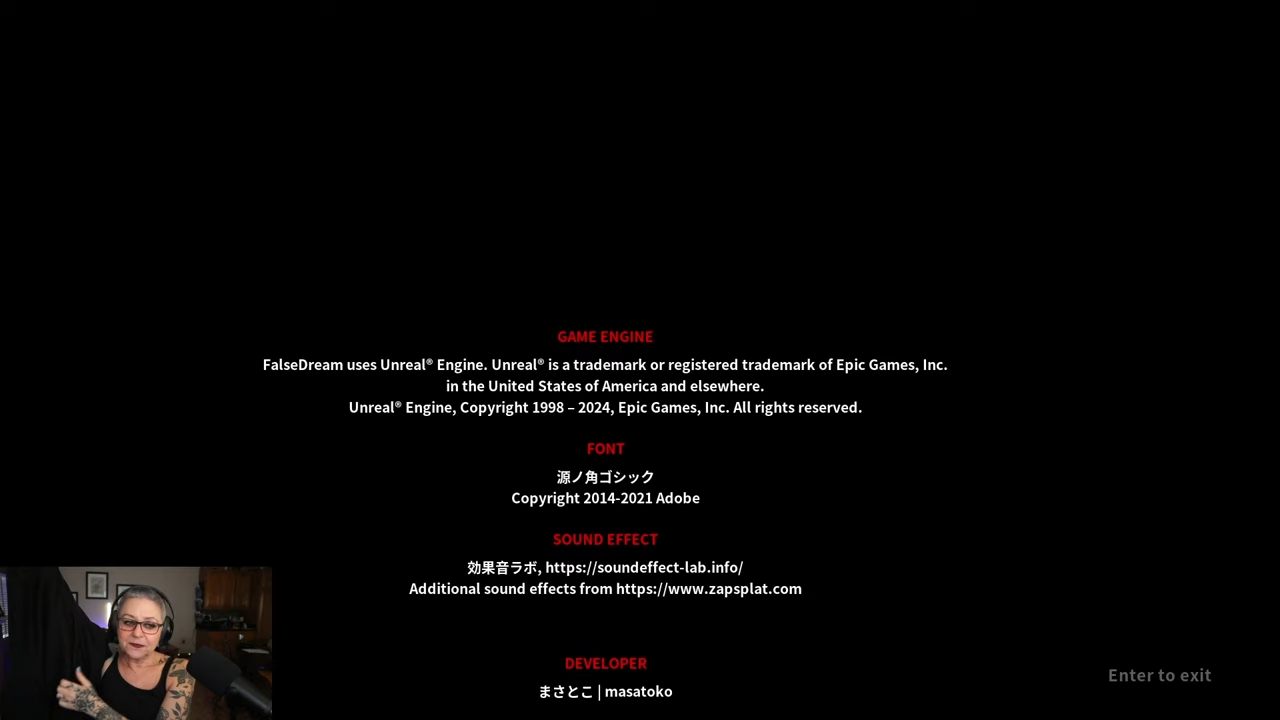 GAME ENGINE
FalseDream uses Unreal® Engine. Unreal® is a trademark or registered trademark of Epic Games, Inc.
in the United States of America and elsewhere.
Unreal® Engine, Copyright 1998 – 2024, Epic Games, Inc. All rights reserved.
FONT
源ノ角ゴシック
Copyright 2014-2021 Adobe
SOUND EFFECT
効果音ラボ, https://soundeffect-lab.info/
Additional sound effects from https://www.zapsplat.com
DEVELOPER
まさとこ | masatoko
Enter to exit